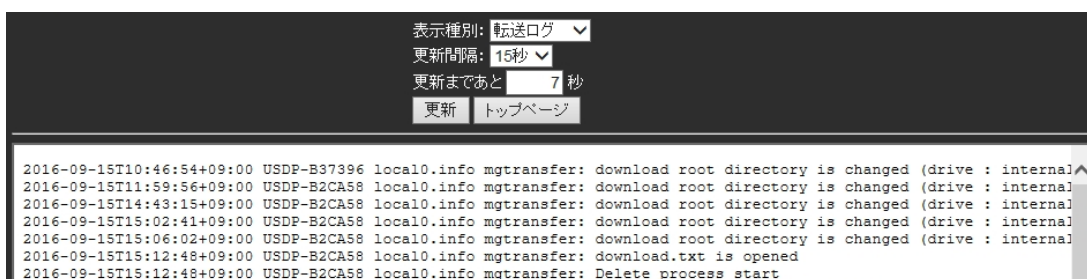 表示種別: 転送ログ
更新間隔: 15秒
更新まであと 7 秒
更新 トップページ
2016-09-15T10:46:54+09:00 USDP-B37396 local0.info mgtransfer: download root directory is changed (drive : internal
2016-09-15T11:59:56+09:00 USDP-B2CA58 local0.info mgtransfer: download root directory is changed (drive : internal
2016-09-15T14:43:15+09:00 USDP-B2CA58 local0.info mgtransfer: download root directory is changed (drive : internal
2016-09-15T15:02:41+09:00 USDP-B2CA58 local0.info mgtransfer: download root directory is changed (drive : internal
2016-09-15T15:06:02+09:00 USDP-B2CA58 local0.info mgtransfer: download root directory is changed (drive : internal
2016-09-15T15:12:48+09:00 USDP-B2CA58 local0.info mgtransfer: download.txt is opened
2016-09-15T15:12:48+09:00 USDP-B2CA58 local0.info mgtransfer: Delete process start